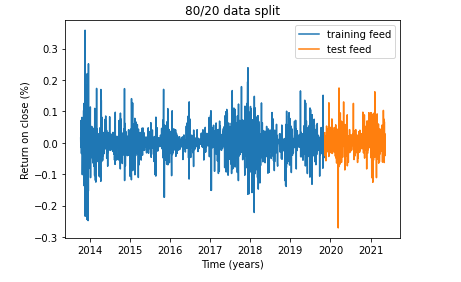 80/20 data split
training feed
test feed
Return on close (%)
0.3
0.2
0.1
0.0
−0.1
−0.2
−0.3
2014 2015 2016 2017 2018 2019 2020 2021
Time (years)